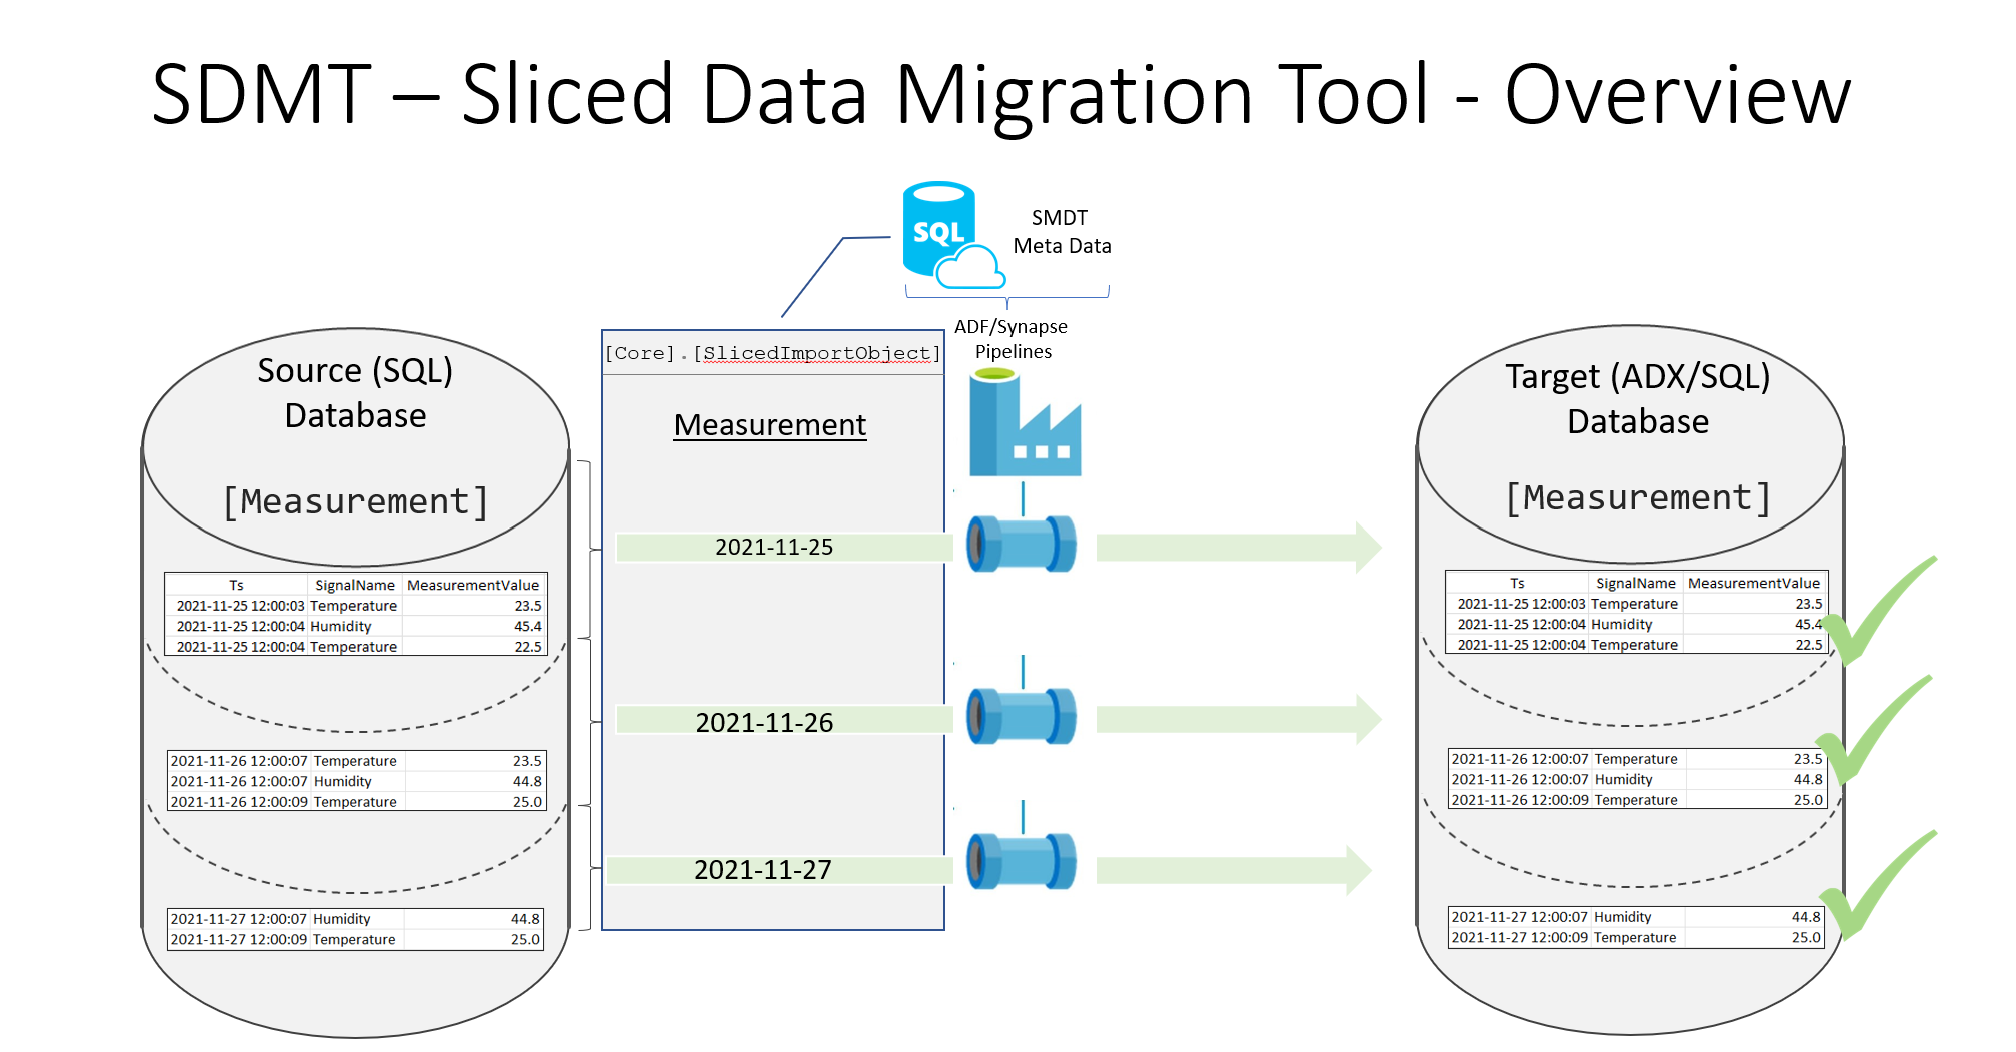 SDMT – Sliced Data Migration Tool - Overview
SQL
SMDT
Meta Data
ADF/Synapse
Pipelines
Source (SQL)
Database
[Measurement]
Ts SignalName MeasurementValue
2021-11-25 12:00:03 Temperature 23.5
2021-11-25 12:00:04 Humidity 45.4
2021-11-25 12:00:04 Temperature 22.5
2021-11-26 12:00:07 Temperature 23.5
2021-11-26 12:00:07 Humidity 44.8
2021-11-26 12:00:09 Temperature 25.0
2021-11-27 12:00:07 Humidity 44.8
2021-11-27 12:00:09 Temperature 25.0
[Core].[SlicedImportObject]
Measurement
2021-11-25
2021-11-26
2021-11-27
Target (ADX/SQL)
Database
[Measurement]
Ts SignalName MeasurementValue
2021-11-25 12:00:03 Temperature 23.5
2021-11-25 12:00:04 Humidity 45.4
2021-11-25 12:00:04 Temperature 22.5
2021-11-26 12:00:07 Temperature 23.5
2021-11-26 12:00:07 Humidity 44.8
2021-11-26 12:00:09 Temperature 25.0
2021-11-27 12:00:07 Humidity 44.8
2021-11-27 12:00:09 Temperature 25.0